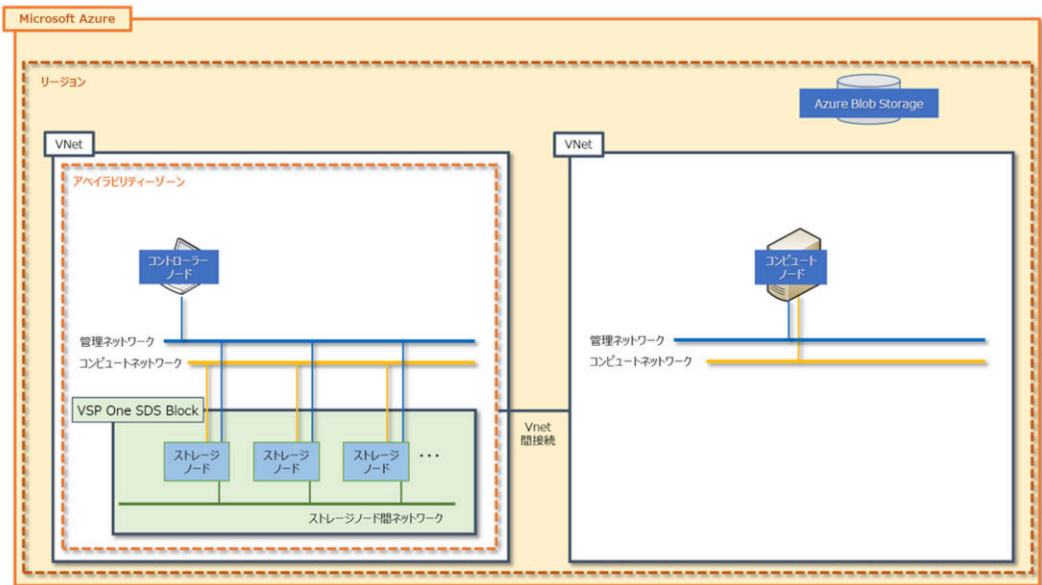 Microsoft Azure
リージョン
Azure Blob Storage
VNet
アベイラビリティーゾーン
コントローラー
ノード
管理ネットワーク
コンピュートネットワーク
VSP One SDS Block
ストレージ
ノード
ストレージ
ノード
ストレージ
ノード
・・・
ストレージノード間ネットワーク
Vnet
間接続
VNet
コンピュート
ノード
管理ネットワーク
コンピュートネットワーク